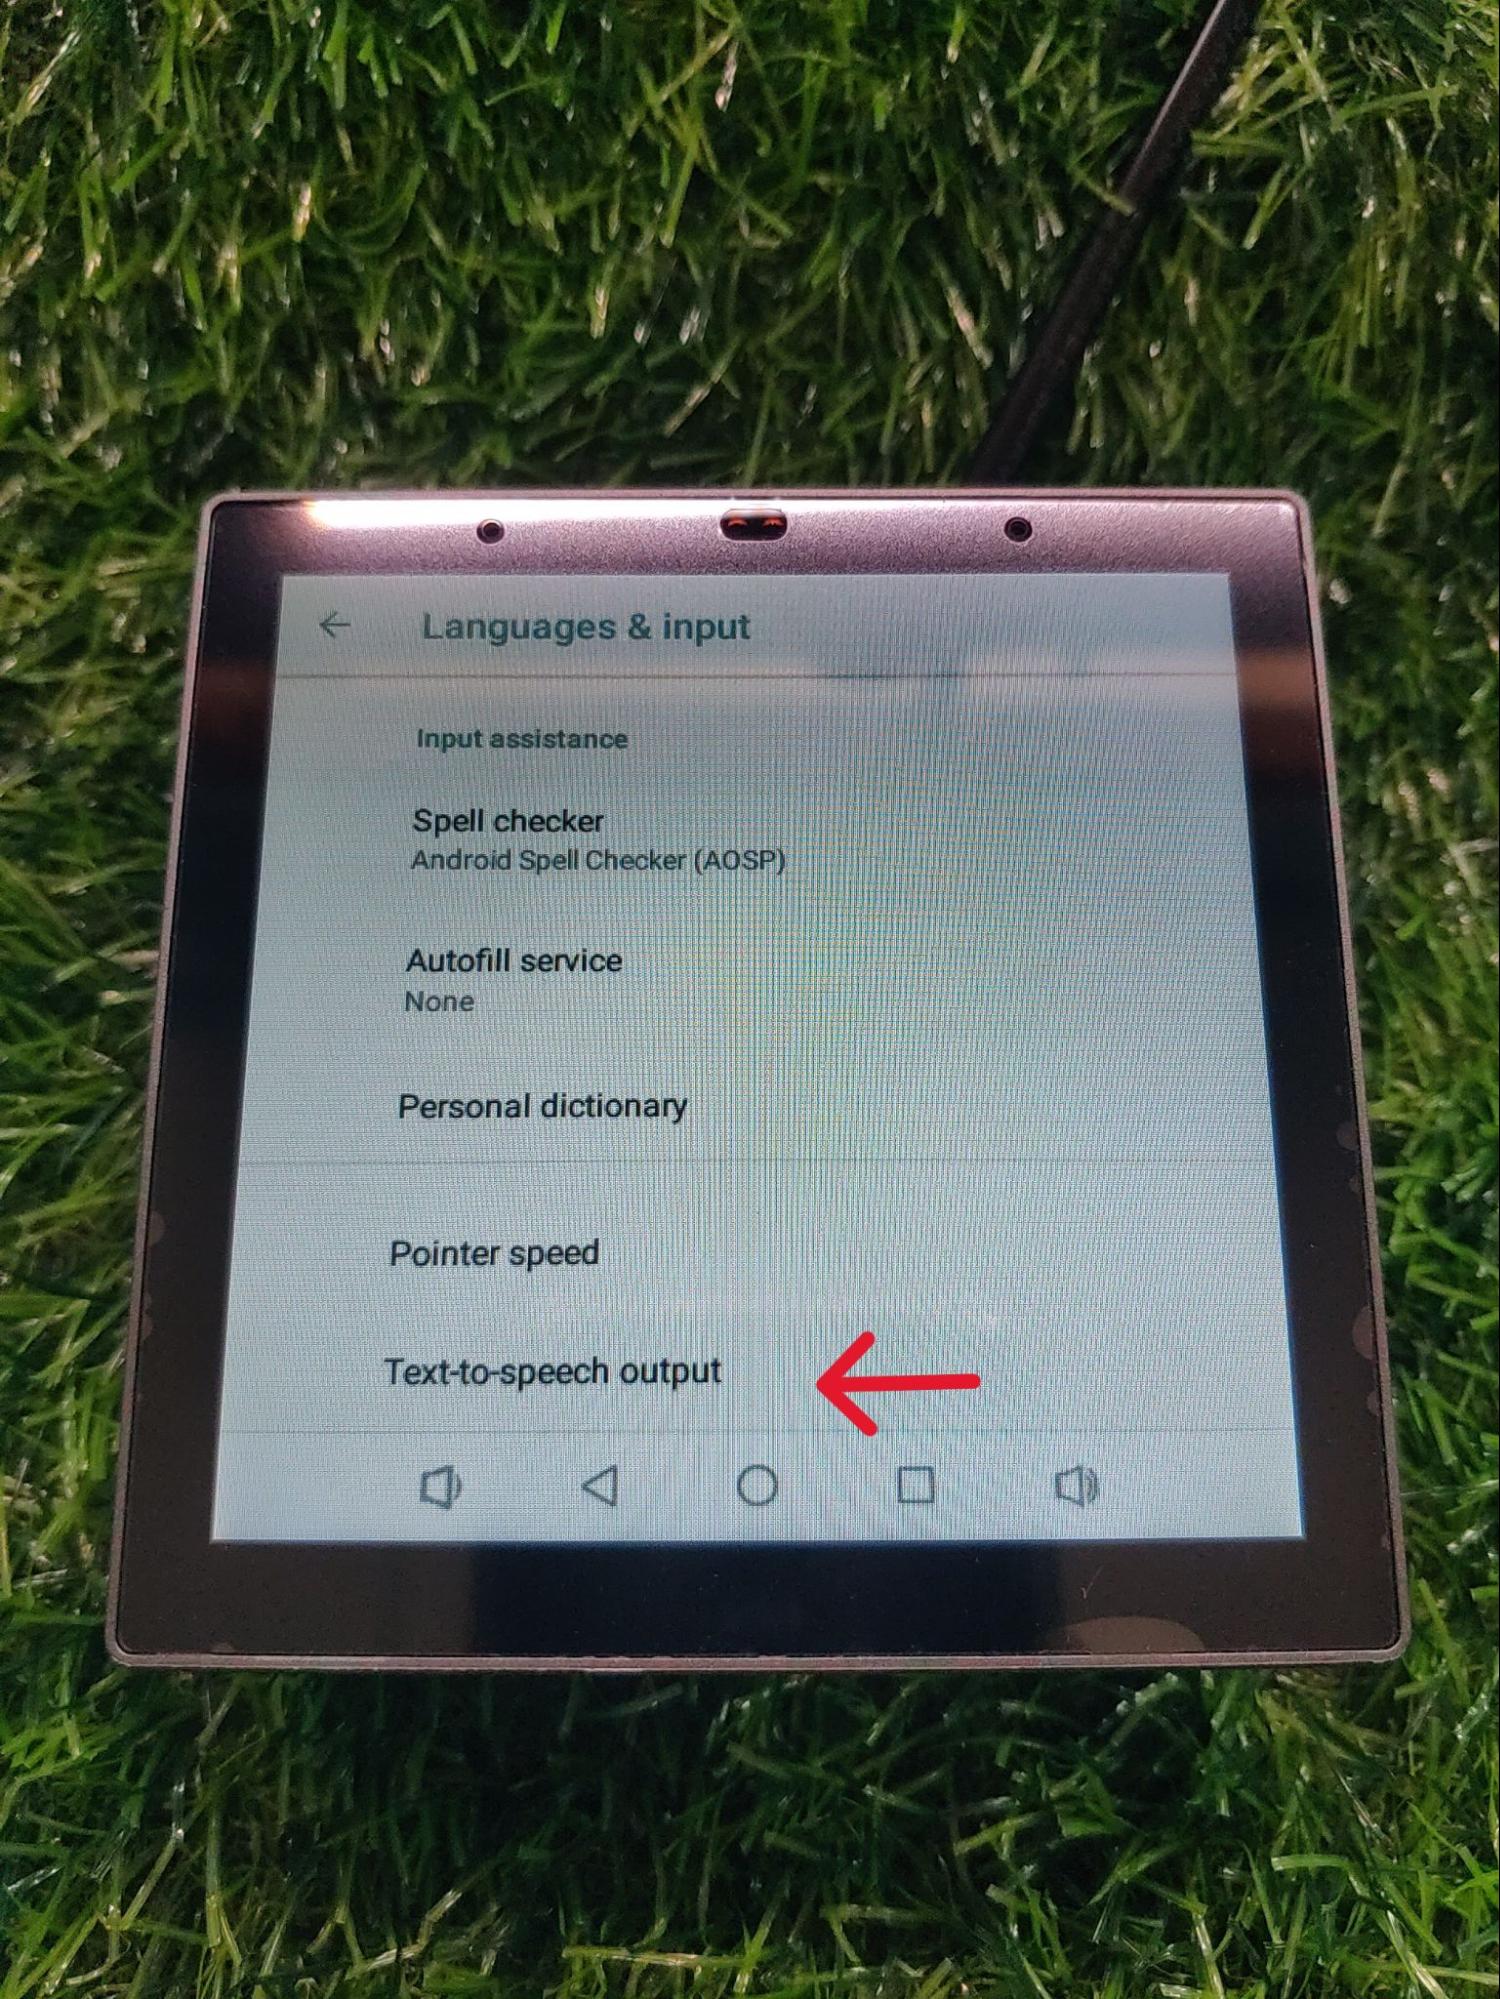 Languages & input
Input assistance
Spell checker
Android Spell Checker (AOSP)
Autofill service
None
Personal dictionary
Pointer speed
Text-to-speech output